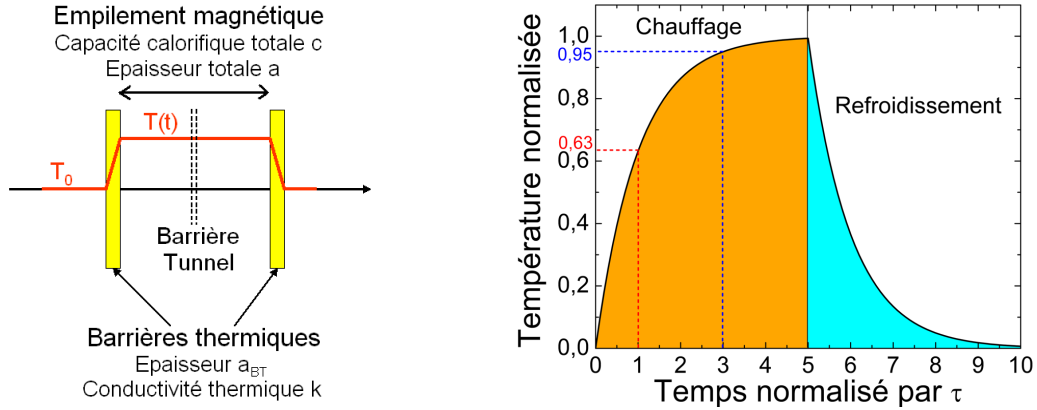 Empilement magnétique
Capacité calorifique totale c
Epaisseur totale a
T(t)
T0
Barrière
Tunnel
Barrières thermiques
Epaisseur aBT
Conductivité thermique k
Température normalisée
1,0
0,95
0,8
0,63
0,6
0,4
0,2
0,0
Chauffage
Refroidissement
0 1 2 3 4 5 6 7 8 9 10
Temps normalisé par τ